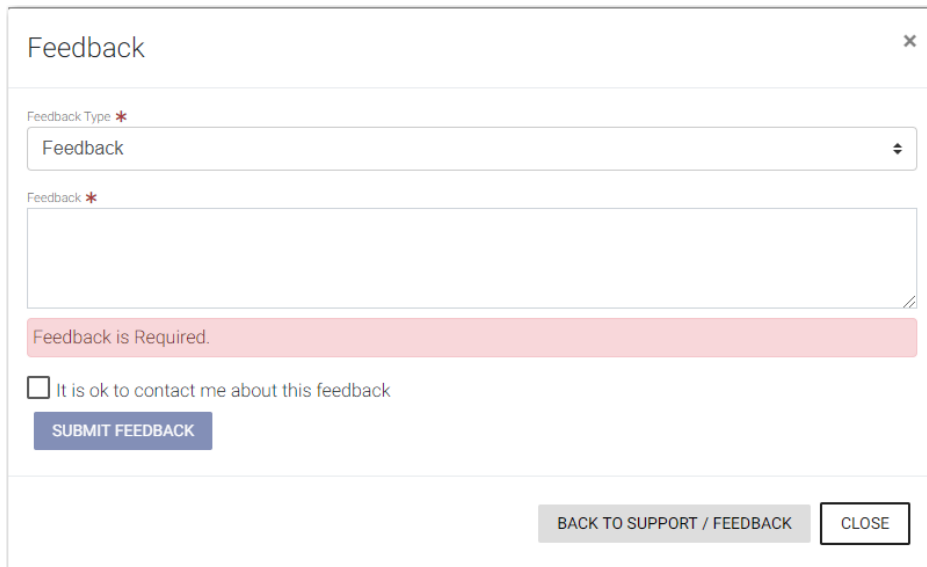 Feedback
×
Feedback Type *
Feedback
Feedback *
Feedback is Required.
It is ok to contact me about this feedback
SUBMIT FEEDBACK
BACK TO SUPPORT / FEEDBACK CLOSE